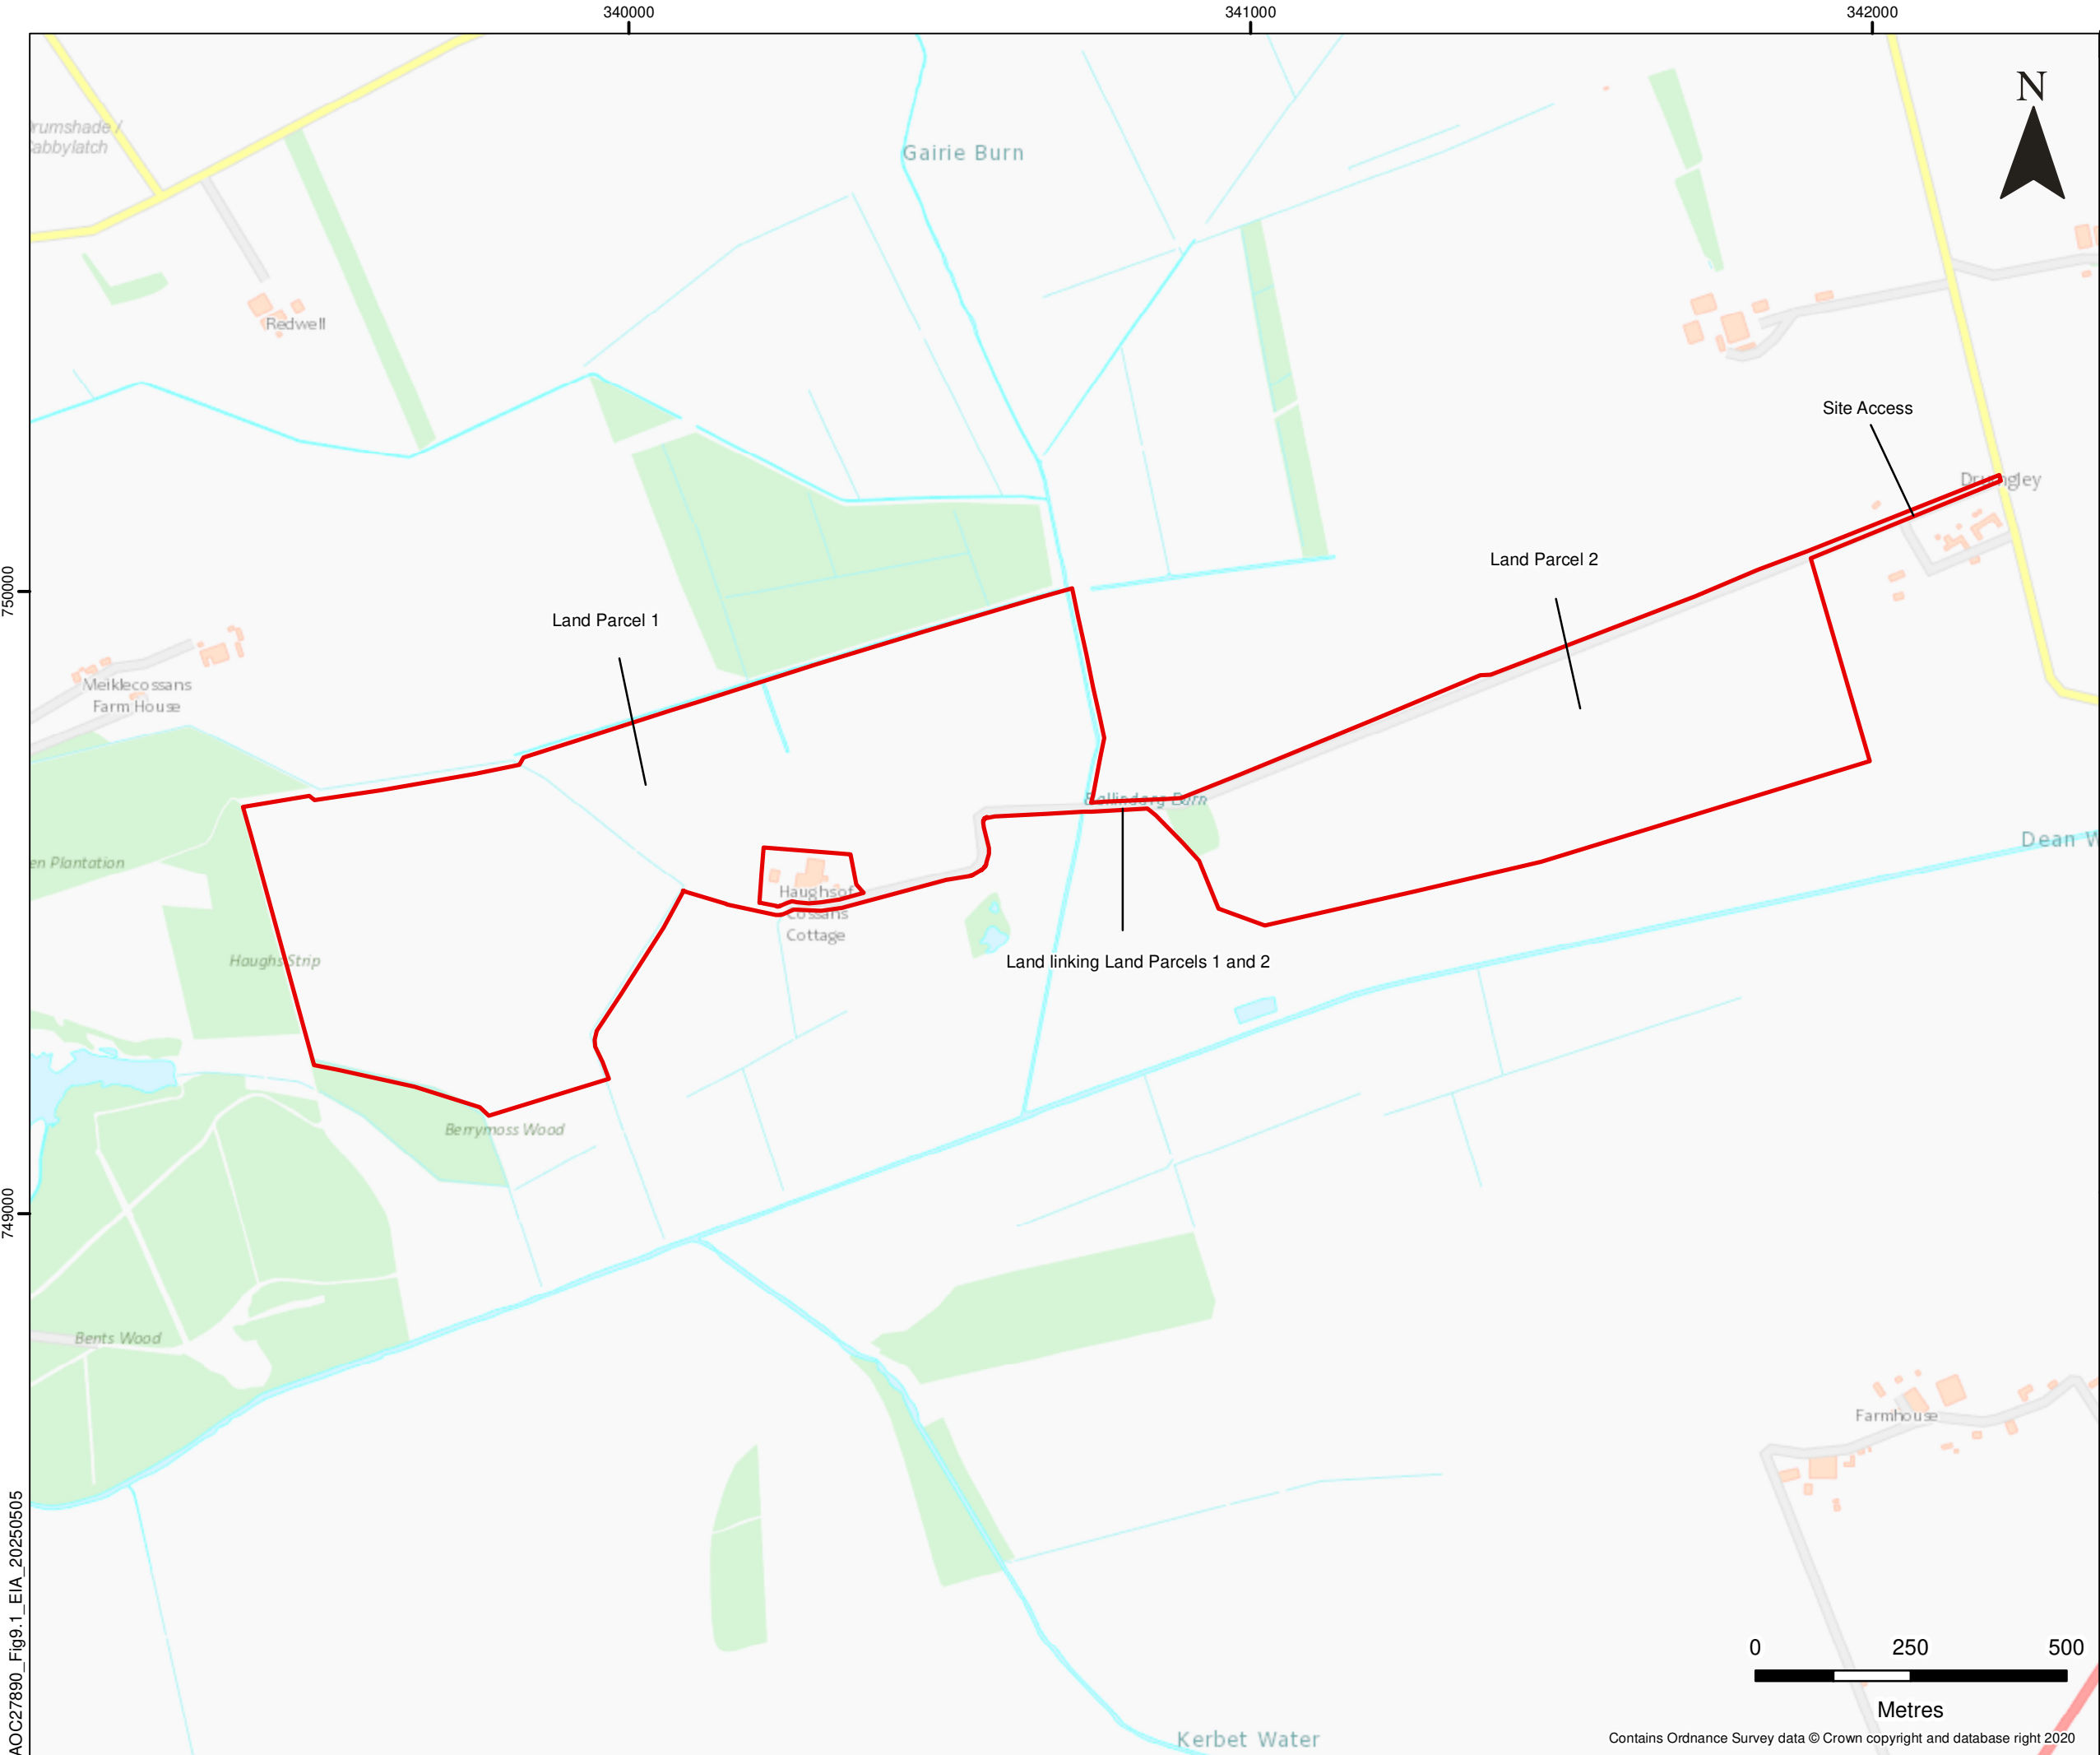 340000
341000
342000
N
Gairie Burn
Redwell
Site Access
Land Parcel 2
750000
Land Parcel 1
Meiklecossans
Farm House
Haughs Strip
Cossans
Cottage
Land linking Land Parcels 1 and 2
Berrymoss Wood
749000
Bents Wood
Farmhouse
AOC27890_Fig9.1_EIA_20250505
0 250 500
Metres
Kerbet Water
Contains Ordnance Survey data © Crown copyright and database right 2020